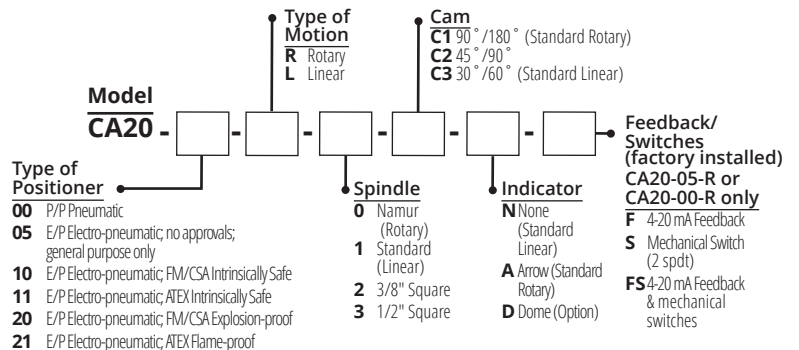 Type of
Motion
R Rotary
L Linear
Cam
C1 90˚/180˚ (Standard Rotary)
C2 45˚/90˚
C3 30˚/60˚ (Standard Linear)
Model
CA20 - - - - - -
Type of
Positioner
00 P/P Pneumatic
05 E/P Electro-pneumatic; no approvals;
general purpose only
10 E/P Electro-pneumatic; FM/CSA Intrinsically Safe
11 E/P Electro-pneumatic; ATEX Intrinsically Safe
20 E/P Electro-pneumatic; FM/CSA Explosion-proof
21 E/P Electro-pneumatic; ATEX Flame-proof
Spindle
0 Namur
(Rotary)
1 Standard
(Linear)
2 3/8" Square
3 1/2" Square
Indicator
N None
(Standard
Linear)
A Arrow (Standard
Rotary)
D Dome (Option)
Feedback/
Switches
(factory installed)
CA20-05-R or
CA20-00-R only
F 4-20 mA Feedback
S Mechanical Switch
(2 spdt)
FS 4-20 mA Feedback
& mechanical
switches